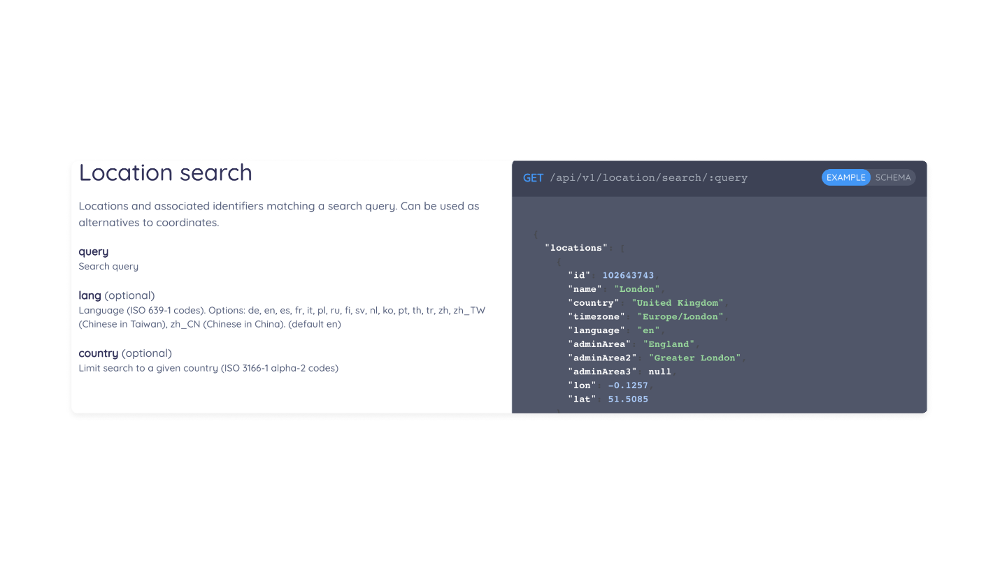 Location search
Locations and associated identifiers matching a search query. Can be used as
alternatives to coordinates.
query
Search query
lang (optional)
Language (ISO 639-1 codes). Options: de, en, es, fr, it, pl, ru, fi, sv, nl, ko, pt, th, tr, zh, zh_TW
(Chinese in Taiwan), zh_CN (Chinese in China). (default en)
country (optional)
Limit search to a given country (ISO 3166-1 alpha-2 codes)
GET /api/v1/location/search/:query EXAMPLE SCHEMA
{
"locations": [
{
"id": 102643743,
"name": "London",
"country": "United Kingdom",
"timezone": "Europe/London",
"language": "en",
"adminArea": "England",
"adminArea2": "Greater London",
"adminArea3": null,
"lon": -0.1257,
"lat": 51.5085
}